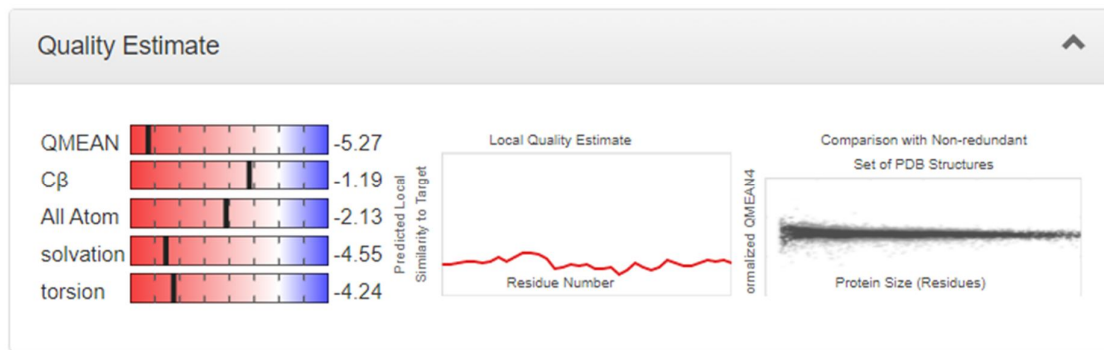 Quality Estimate
QMEAN -5.27
Cβ -1.19
All Atom -2.13
solvation -4.55
torsion -4.24
Local Quality Estimate
Predicted Local
Similarity to Target
Residue Number
Comparison with Non-redundant
Set of PDB Structures
ormalized QMEAN4
Protein Size (Residues)